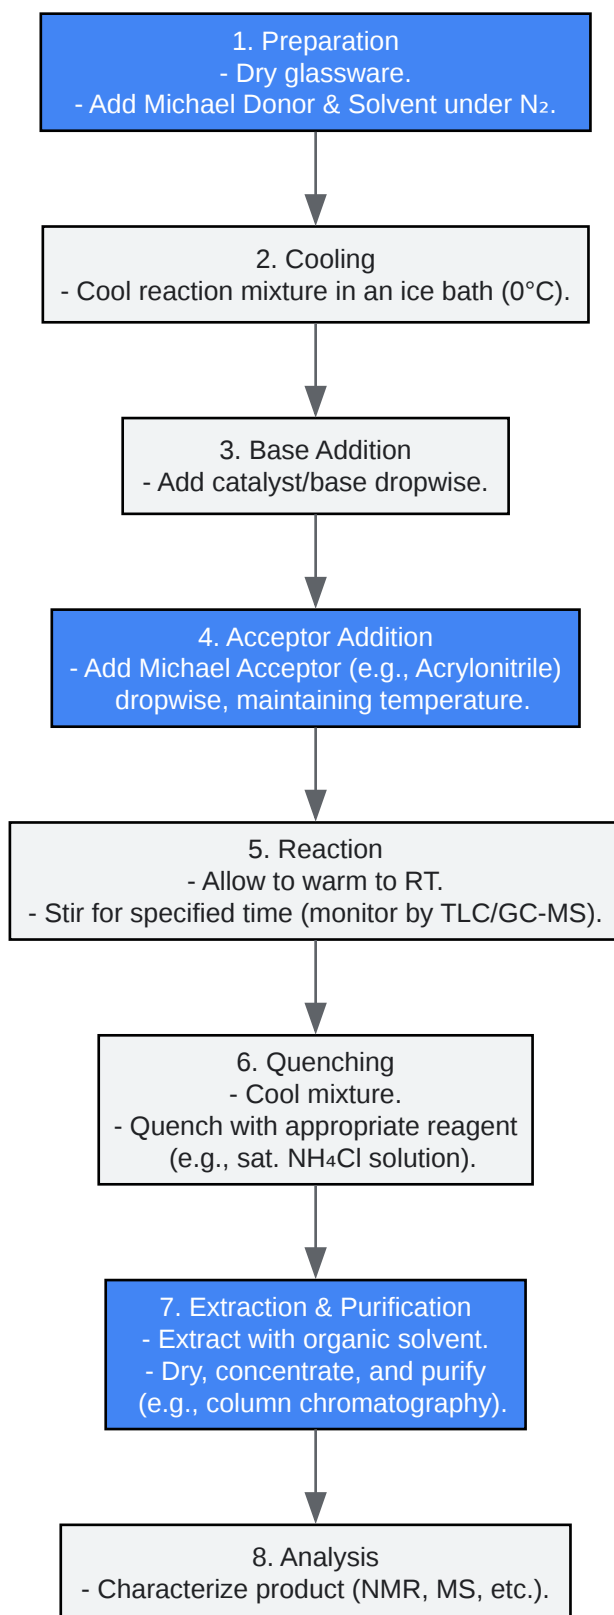 1. Preparation
- Dry glassware.
- Add Michael Donor & Solvent under N₂.
2. Cooling
- Cool reaction mixture in an ice bath (0°C).
3. Base Addition
- Add catalyst/base dropwise.
4. Acceptor Addition
- Add Michael Acceptor (e.g., Acrylonitrile)
dropwise, maintaining temperature.
5. Reaction
- Allow to warm to RT.
- Stir for specified time (monitor by TLC/GC-MS).
6. Quenching
- Cool mixture.
- Quench with appropriate reagent
(e.g., sat. NH₄Cl solution).
7. Extraction & Purification
- Extract with organic solvent.
- Dry, concentrate, and purify
(e.g., column chromatography).
8. Analysis
- Characterize product (NMR, MS, etc.).